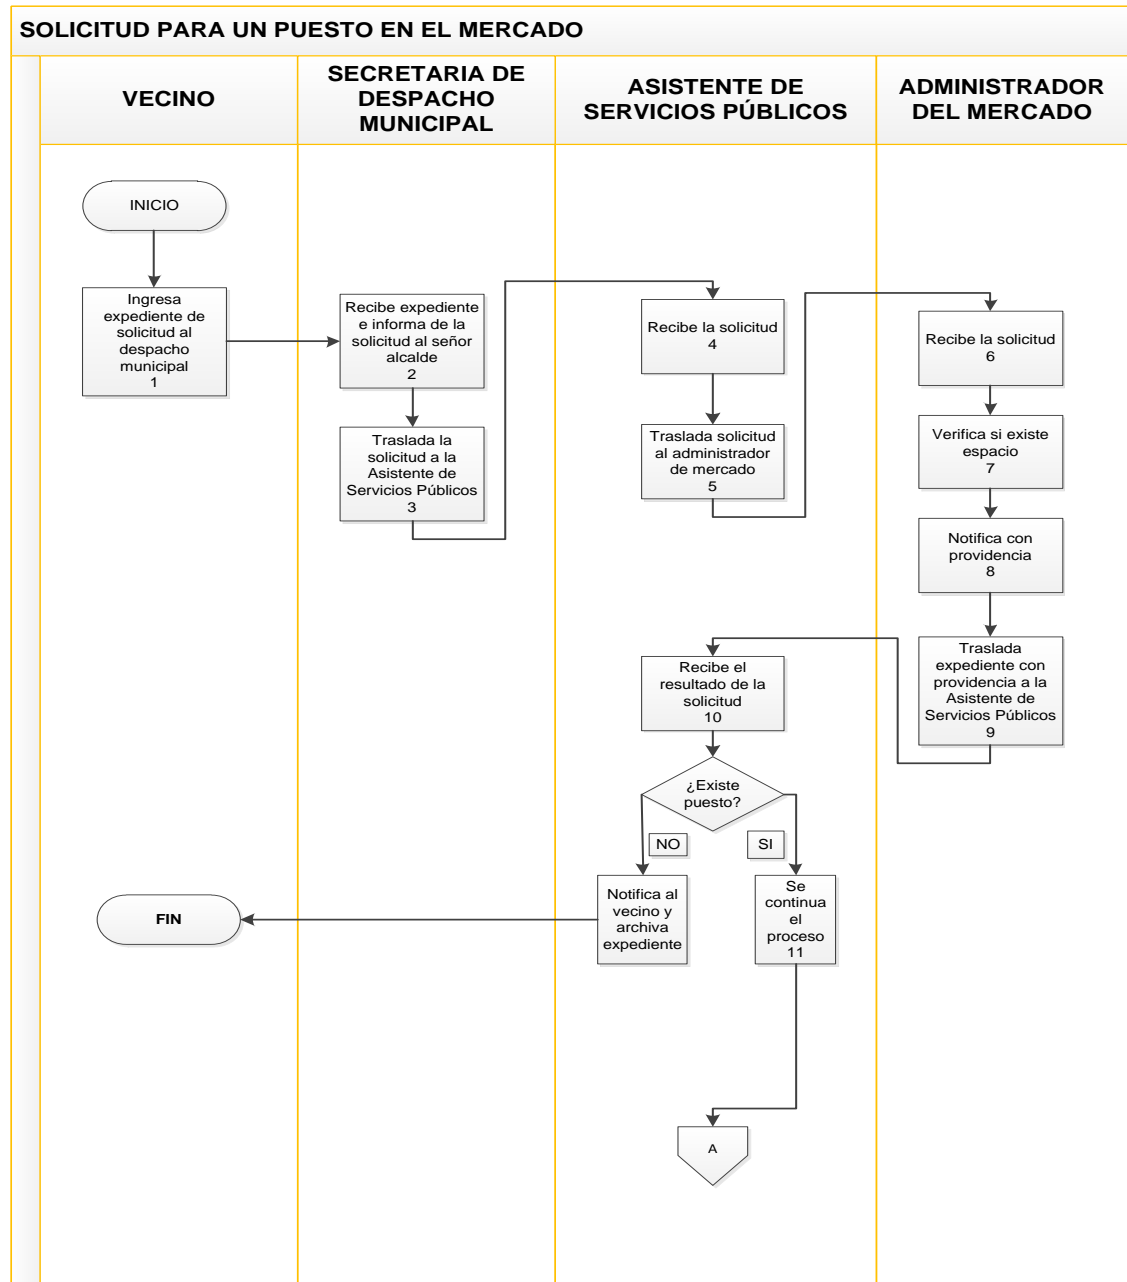 SOLICITUD PARA UN PUESTO EN EL MERCADO
VECINO
SECRETARIA DE
DESPACHO
MUNICIPAL
ASISTENTE DE
SERVICIOS PÚBLICOS
ADMINISTRADOR
DEL MERCADO
INICIO
Ingresa
expediente de
solicitud al
despacho
municipal
1
Recibe expediente
e informa de la
solicitud al señor
alcalde
2
Traslada la
solicitud a la
Asistente de
Servicios Públicos
3
Recibe la solicitud
4
Traslada solicitud
al administrador
de mercado
5
Recibe la solicitud
6
Verifica si existe
espacio
7
Notifica con
providencia
8
Traslada
expediente con
providencia a la
Asistente de
Servicios Públicos
9
Recibe el
resultado de la
solicitud
10
¿Existe
puesto?
NO
SI
Notifica al
vecino y
archiva
expediente
Se
continua
el
proceso
11
FIN
A